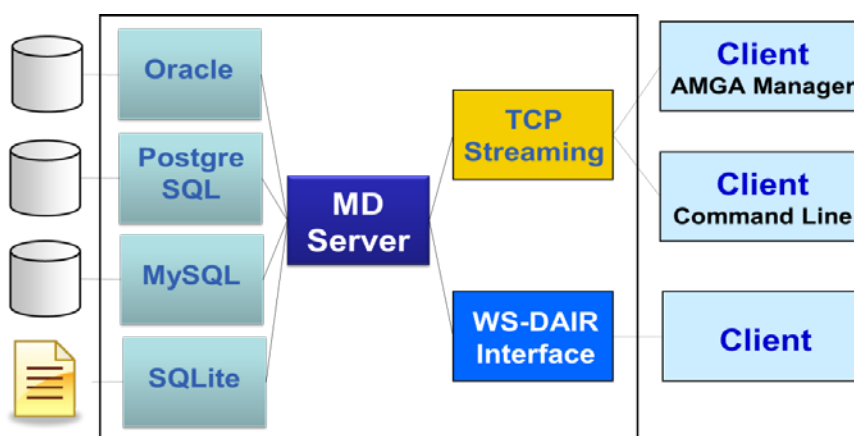 Oracle
Postgre
SQL
MySQL
SQLite
MD
Server
TCP
Streaming
WS-DAIR
Interface
Client
AMGA Manager
Client
Command Line
Client